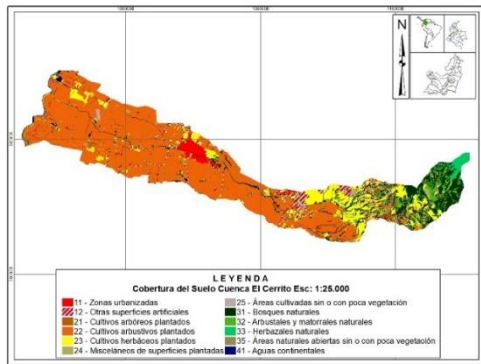 N
LEYENDA
Cobertura del Suelo Cuenca El Cerrito Esc: 1:25.000
11 - Zonas urbanizadas
12 - Otras superficies artificiales
21 - Cultivos arbóreos plantados
22 - Cultivos arbustivos plantados
23 - Cultivos herbáceos plantados
24 - Misceláneos de superficies plantadas
25 - Áreas cultivadas sin o con poca vegetación
31 - Bosques naturales
32 - Arbustales y matorrales naturales
33 - Herbazales naturales
35 - Áreas naturales abiertas sin o con poca vegetación
41 - Aguas continentales